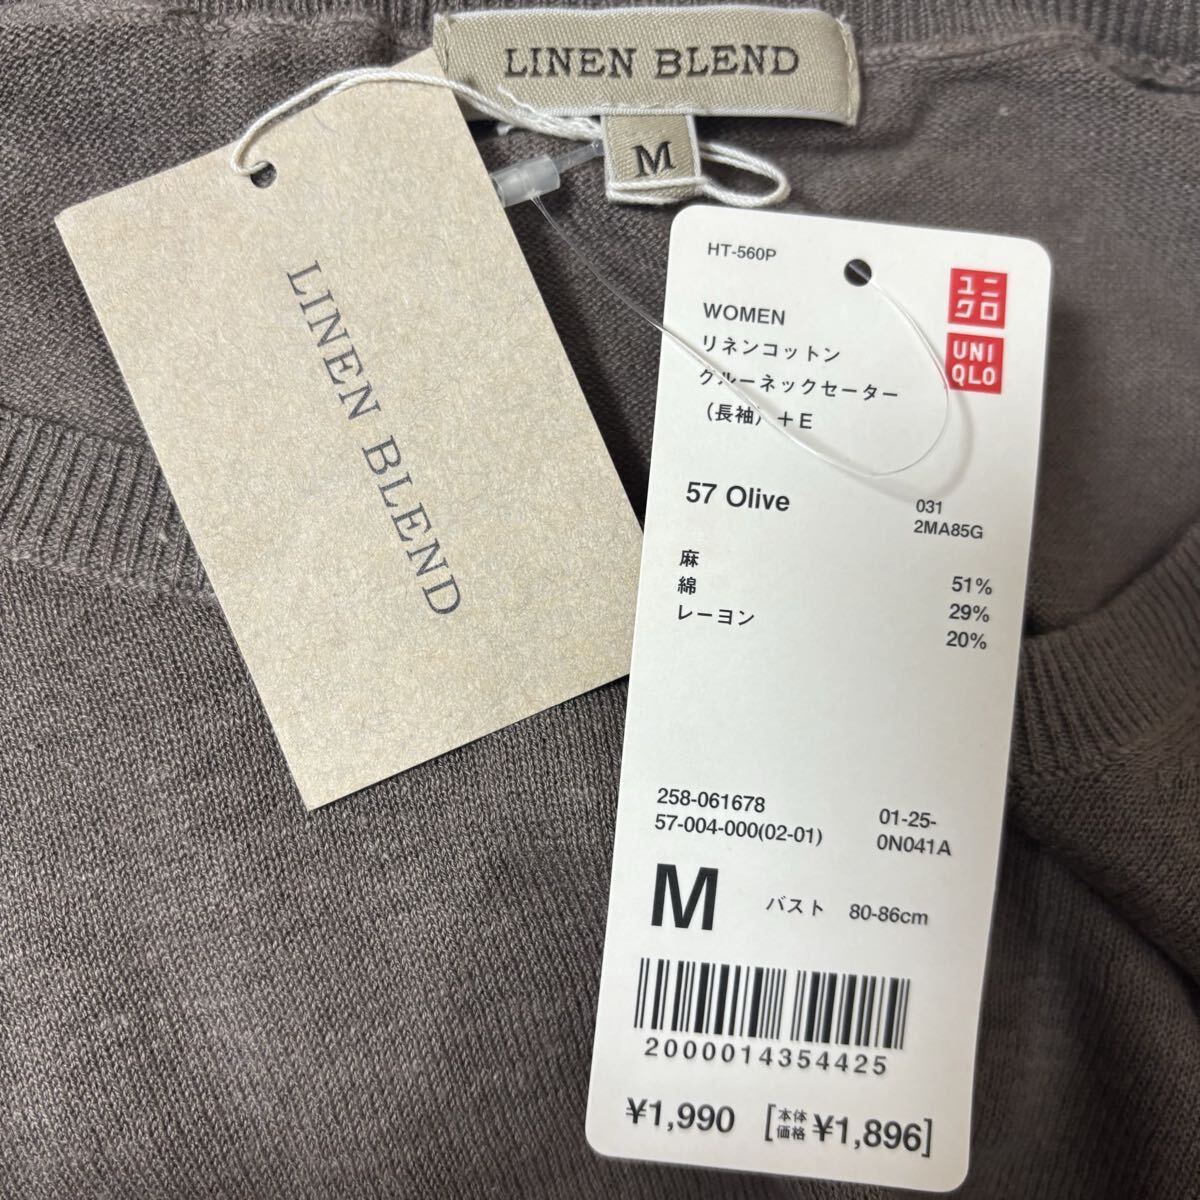 LINEN BLEND
M
LINEN BLEND
HT-560P
ユニ
クロ
UNI
QLO
WOMEN
リネンコットン
クルーネックセーター
（長袖）+E
57 Olive
031
2MA85G
麻 51%
綿 29%
レーヨン 20%
258-061678
57-004-000(02-01)
01-25-
0N041A
M バスト 80-86cm
2000014354425
¥1,990 [本体価格 ¥1,896]